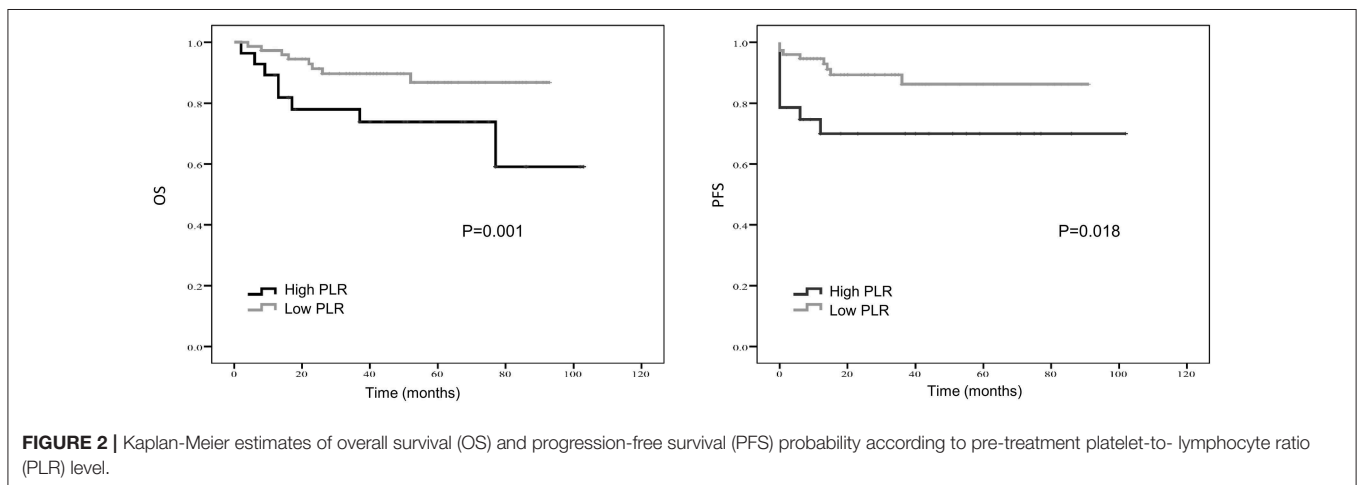 1.0
0.8
0.6
0.4
0.2
0.0
OS
P=0.001
High PLR
Low PLR
0 20 40 60 80 100 120
Time (months)
1.0
0.8
0.6
0.4
0.2
0.0
PFS
P=0.018
High PLR
Low PLR
0 20 40 60 80 100 120
Time (months)
FIGURE 2 | Kaplan-Meier estimates of overall survival (OS) and progression-free survival (PFS) probability according to pre-treatment platelet-to- lymphocyte ratio
(PLR) level.